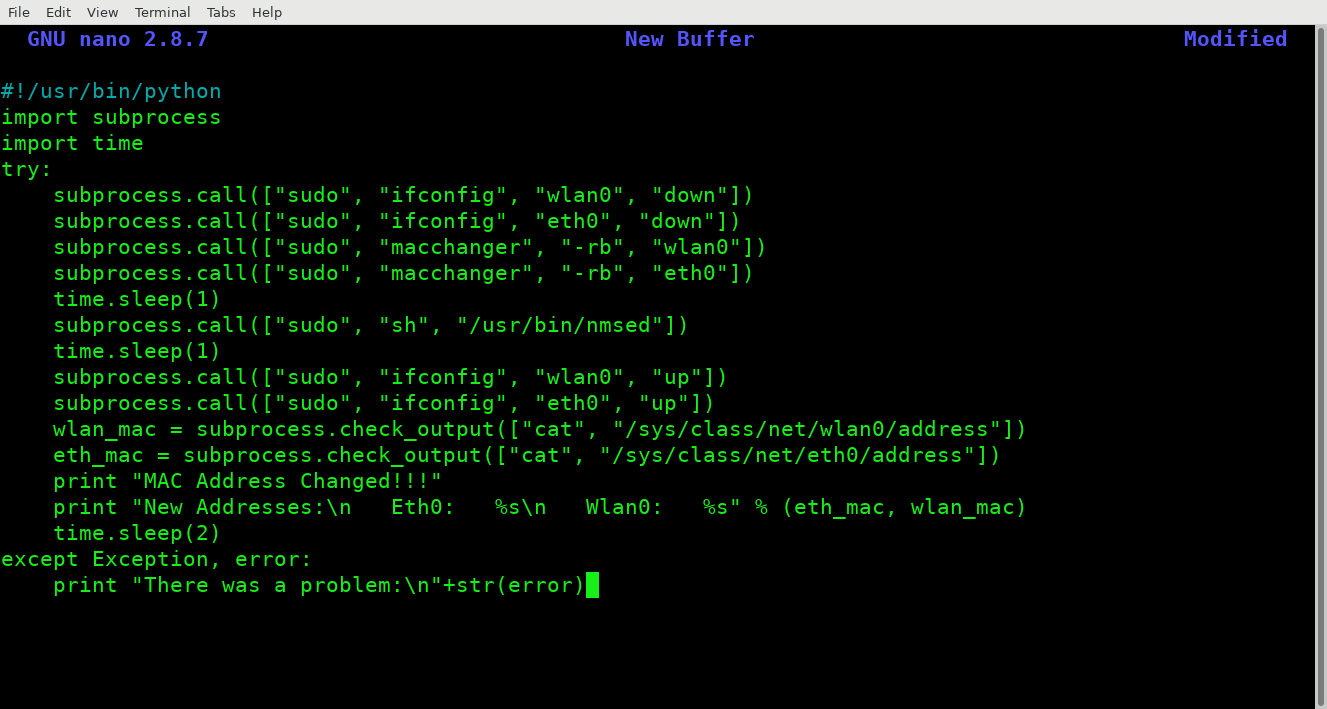 File Edit View Terminal Tabs Help
GNU nano 2.8.7 New Buffer Modified
#!/usr/bin/python
import subprocess
import time
try:
    subprocess.call(["sudo", "ifconfig", "wlan0", "down"])
    subprocess.call(["sudo", "ifconfig", "eth0", "down"])
    subprocess.call(["sudo", "macchanger", "-rb", "wlan0"])
    subprocess.call(["sudo", "macchanger", "-rb", "eth0"])
    time.sleep(1)
    subprocess.call(["sudo", "sh", "/usr/bin/nmsed"])
    time.sleep(1)
    subprocess.call(["sudo", "ifconfig", "wlan0", "up"])
    subprocess.call(["sudo", "ifconfig", "eth0", "up"])
    wlan_mac = subprocess.check_output(["cat", "/sys/class/net/wlan0/address"])
    eth_mac = subprocess.check_output(["cat", "/sys/class/net/eth0/address"])
    print "MAC Address Changed!!!"
    print "New Addresses:\n   Eth0:   %s\n   Wlan0:   %s" % (eth_mac, wlan_mac)
    time.sleep(2)
except Exception, error:
    print "There was a problem:\n"+str(error)